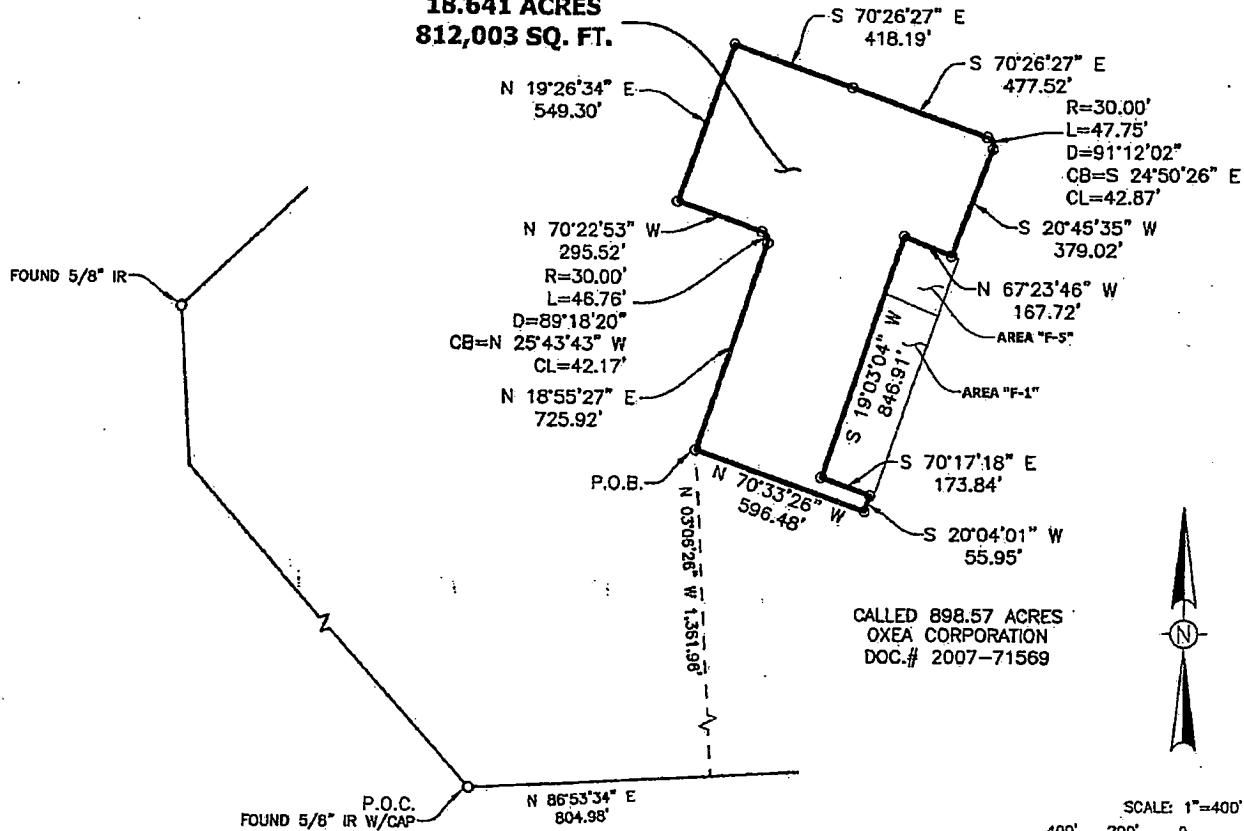 18.641 ACRES
812,003 SQ. FT.
S 70°26'27" E
418.19'
S 70°26'27" E
477.52'
N 19°26'34" E
549.30'
R=30.00'
L=47.75'
D=91°12'02"
CB=S 24°50'26" E
CL=42.87'
S 20°45'35" W
379.02'
N 70°22'53" W
295.52'
R=30.00'
L=46.76'
D=89°18'20"
CB=N 25°43'43" W
CL=42.17'
N 67°23'46" W
167.72'
AREA "F-5"
FOUND 5/8" IR
S 19°03'04" W
846.91'
AREA "F-1"
N 18°55'27" E
725.92'
P.O.B.
N 70°33'26" W
596.48'
S 70°17'18" E
173.84'
S 20°04'01" W
55.95'
N 03°06'26" W 1,361.96'
CALLED 898.57 ACRES
OXEA CORPORATION
DOC.# 2007-71569
N
P.O.C.
FOUND 5/8" IR W/CAP
N 86°53'34" E
804.98'
SCALE: 1"=400'
400' 200' 0